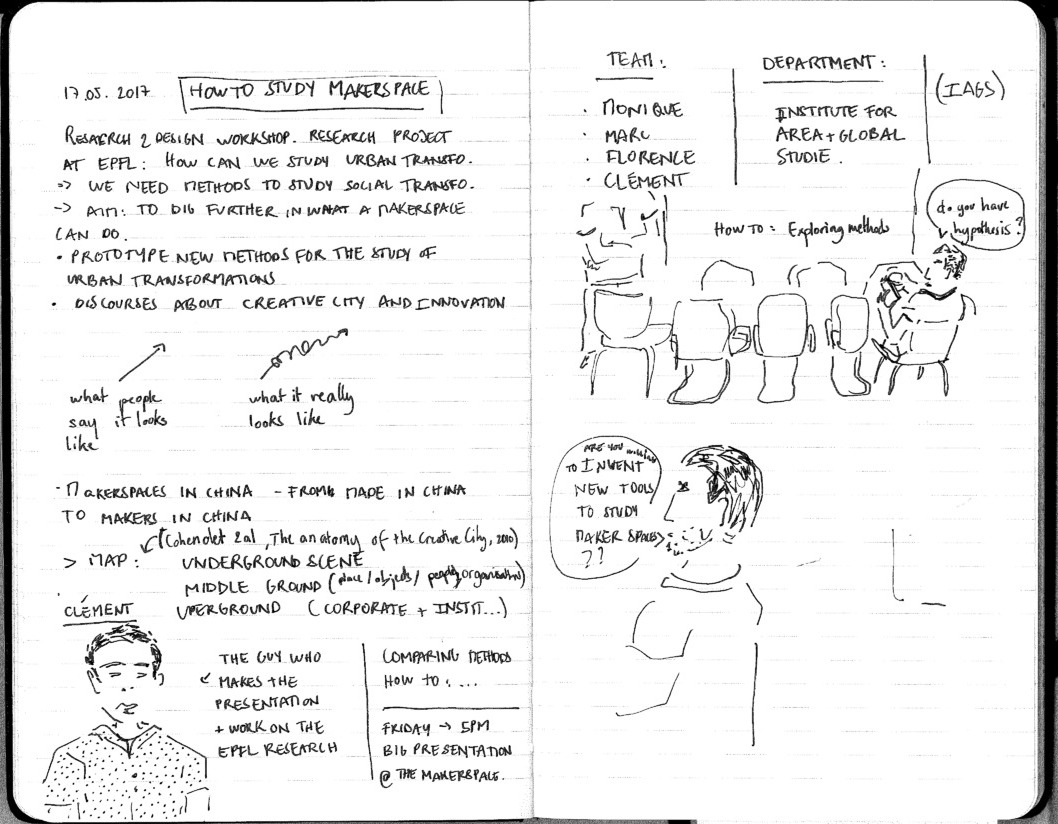 17.05.2017 HOW TO STUDY MAKERSPACE
RESAERCH 2 DESIGN WORKSHOP. RESEARCH PROJECT
AT EPFL: HOW CAN WE STUDY URBAN TRANSFO.
=> WE NEED METHODS TO STUDY SOCIAL TRANSFO.
-> AIM: TO DIG FURTHER IN WHAT A MAKERSPACE
CAN DO.
• PROTOTYPE NEW METHODS FOR THE STUDY OF
URBAN TRANSFORMATIONS
• DISCOURSES ABOUT CREATIVE CITY AND INNOVATION
what people
say it looks
like
what it really
looks like
- MAKERSPACES IN CHINA - FROM MADE IN CHINA
TO MAKERS IN CHINA
(Cohendet 2al, The anatomy of the Creative City, 2010)
> MAP: UNDERGROUND SCENE
MIDDLE GROUND (place/objects/people, organisation)
UPERGROUND (CORPORATE + INSTIT...)
CLÉMENT
THE GUY WHO
MAKES THE
PRESENTATION
+ WORK ON THE
EPFL RESEARCH
COMPARING METHODS
HOW TO: ...
FRIDAY -> 5PM
BIG PRESENTATION
@ THE MAKERSPACE.
TEAM:
• MONIQUE
• MARC
• FLORENCE
• CLÉMENT
DEPARTMENT:
INSTITUTE FOR
AREA+GLOBAL
STUDIE.
(IAGS)
HOW TO: Exploring methods
do you have
hypothesis?
ARE YOU
TO INVENT
NEW TOOLS
TO STUDY
MAKER SPACES
??